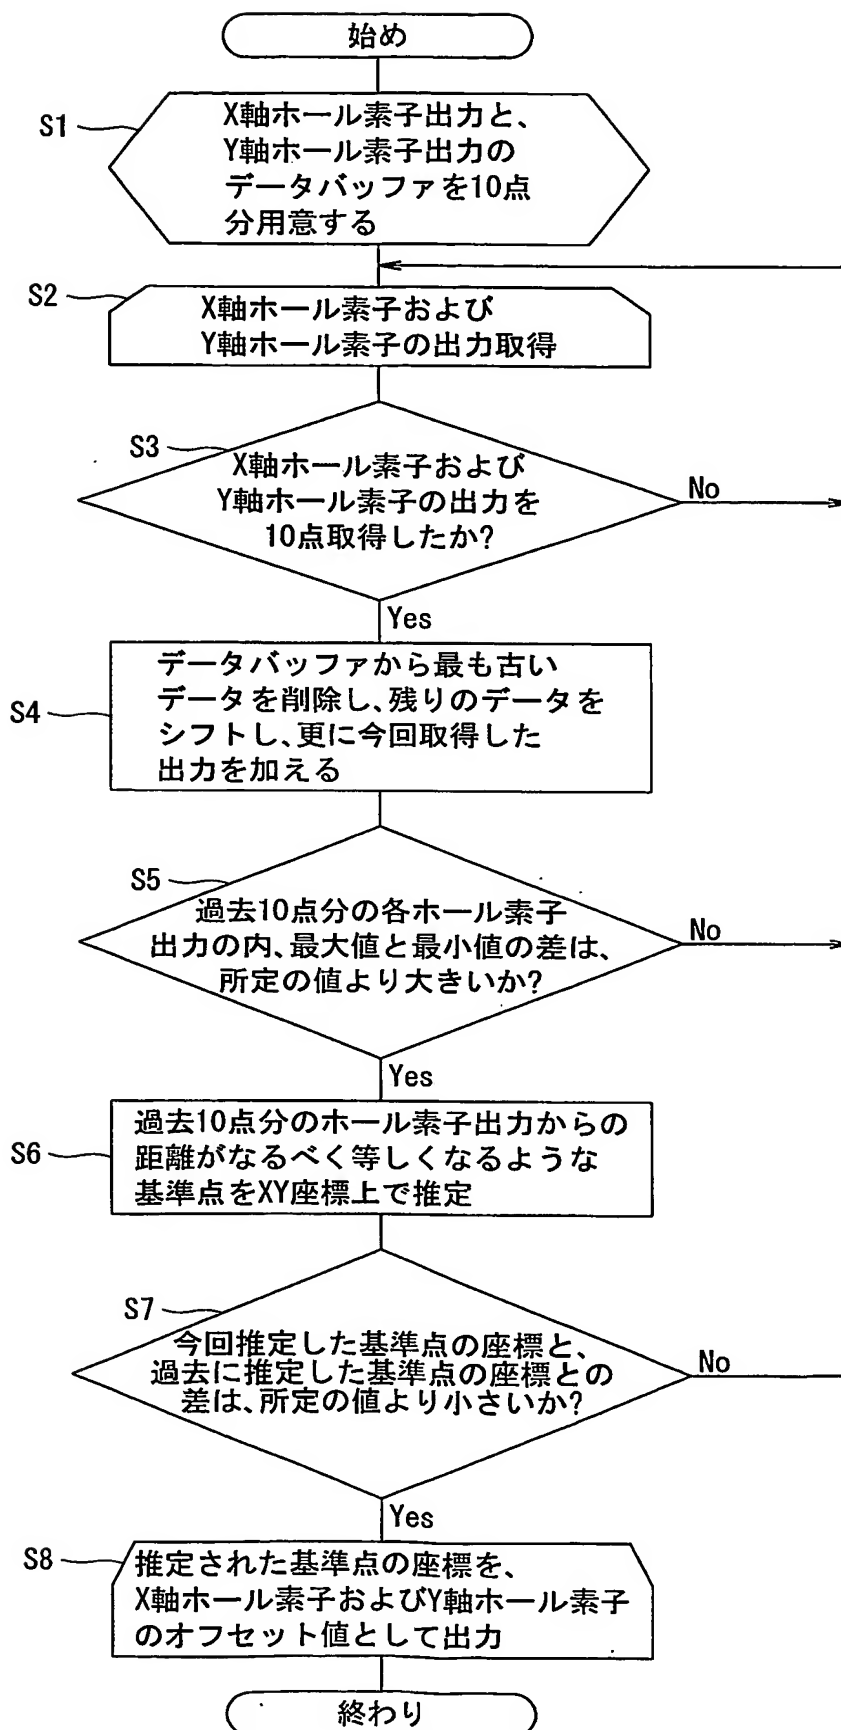 始め
S1
X軸ホール素子出力と、
Y軸ホール素子出力の
データバッファを10点
分用意する
S2
X軸ホール素子および
Y軸ホール素子の出力取得
S3
X軸ホール素子および
Y軸ホール素子の出力を
10点取得したか?
No
Yes
S4
データバッファから最も古い
データを削除し、残りのデータを
シフトし、更に今回取得した
出力を加える
S5
過去10点分の各ホール素子
出力の内、最大値と最小値の差は、
所定の値より大きいか?
No
Yes
S6
過去10点分のホール素子出力からの
距離がなるべく等しくなるような
基準点をXY座標上で推定
S7
今回推定した基準点の座標と、
過去に推定した基準点の座標との
差は、所定の値より小さいか?
No
Yes
S8
推定された基準点の座標を、
X軸ホール素子およびY軸ホール素子
のオフセット値として出力
終わり